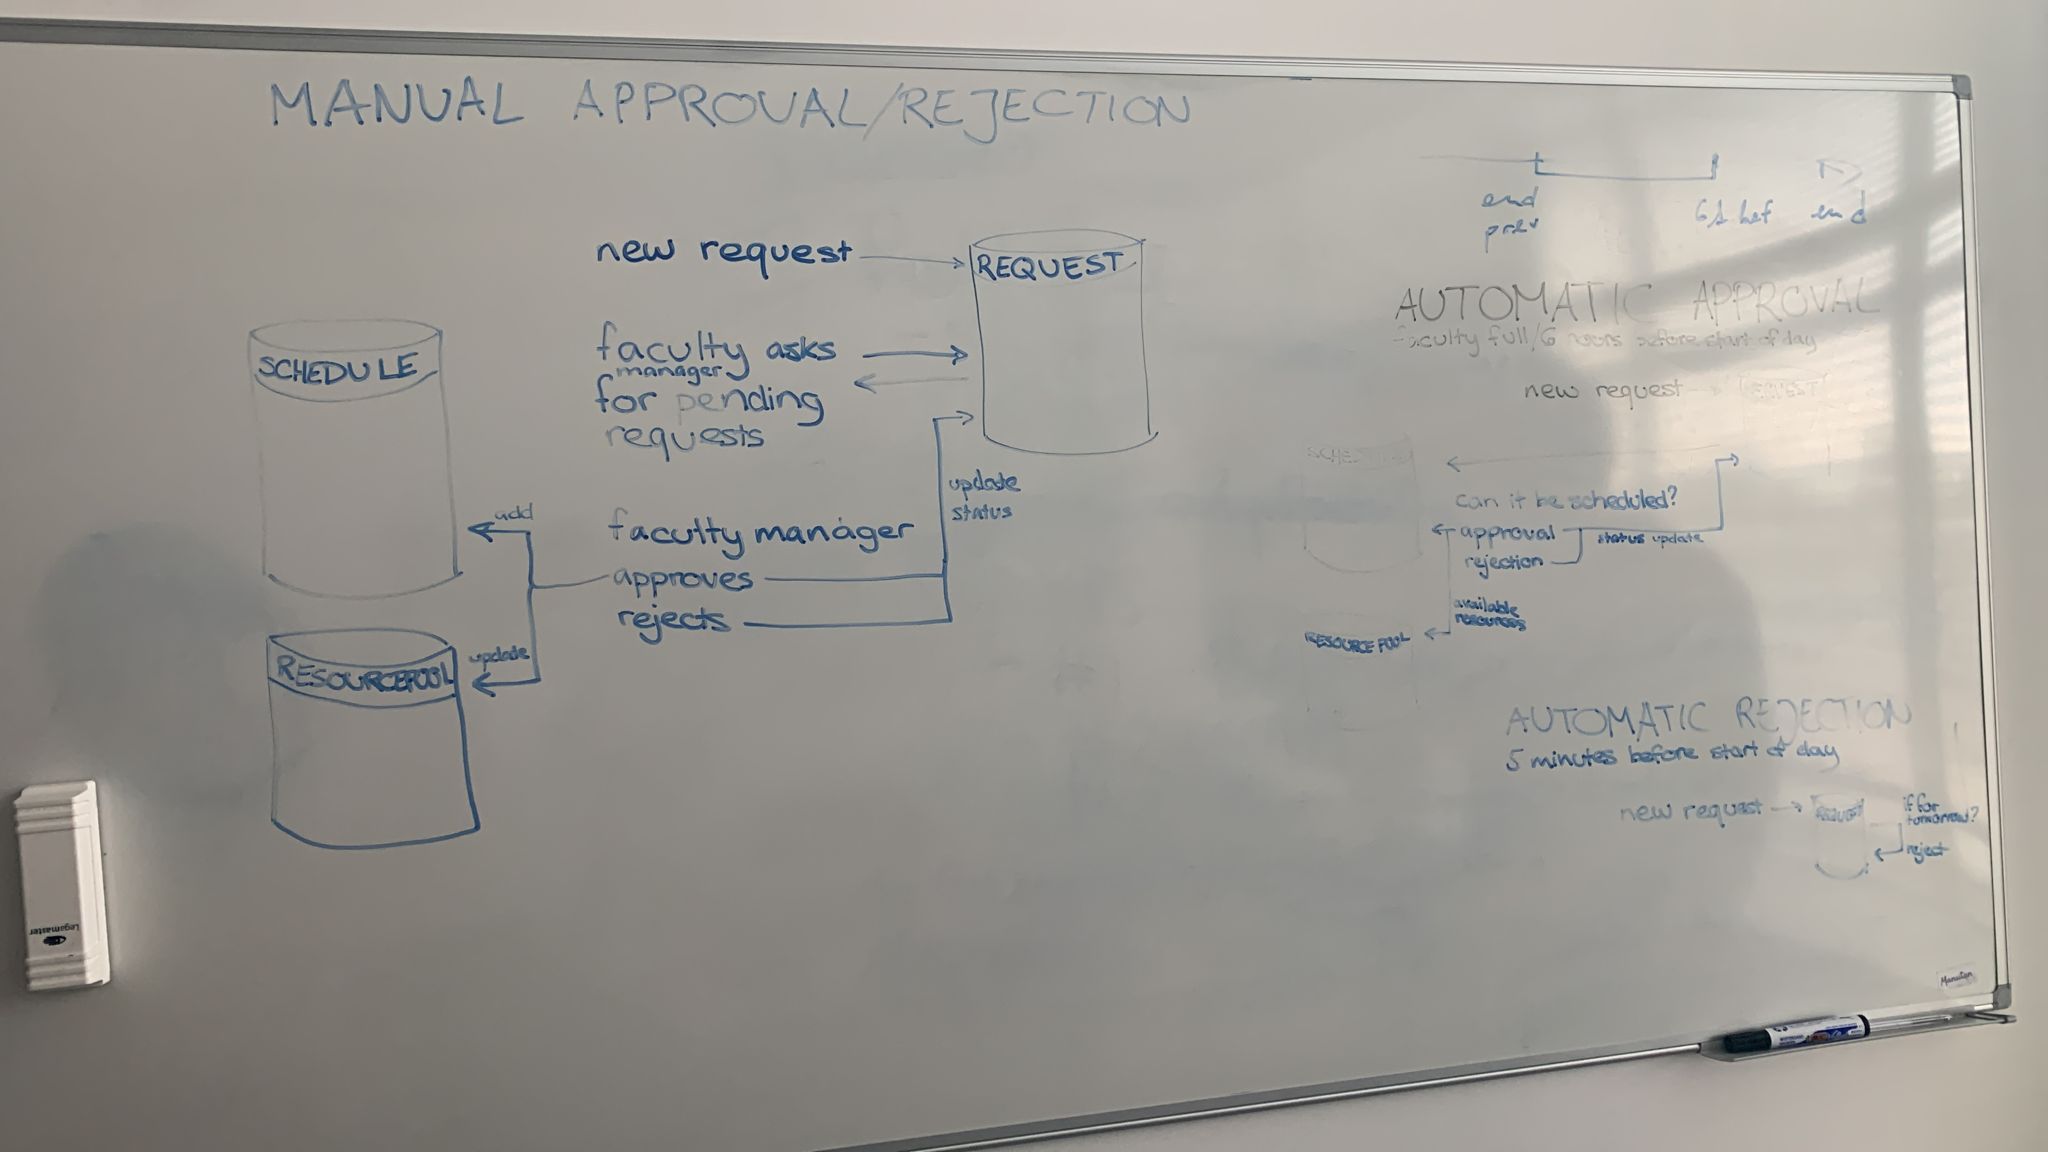 MANUAL APPROVAL/REJECTION
new request
REQUEST
faculty asks
manager
for pending
requests
SCHEDULE
update
status
add
faculty manager
approves
rejects
update
RESOURCEPOOL
end
prev
end
AUTOMATIC APPROVAL
faculty full/6 hours before start of day
new request
REQUEST
can it be scheduled?
approval
status update
rejection
available
resources
RESOURCE POOL
AUTOMATIC REJECTION
5 minutes before start of day
new request
REQUEST
if for
tomorrow?
reject
Legamaster
Manutan